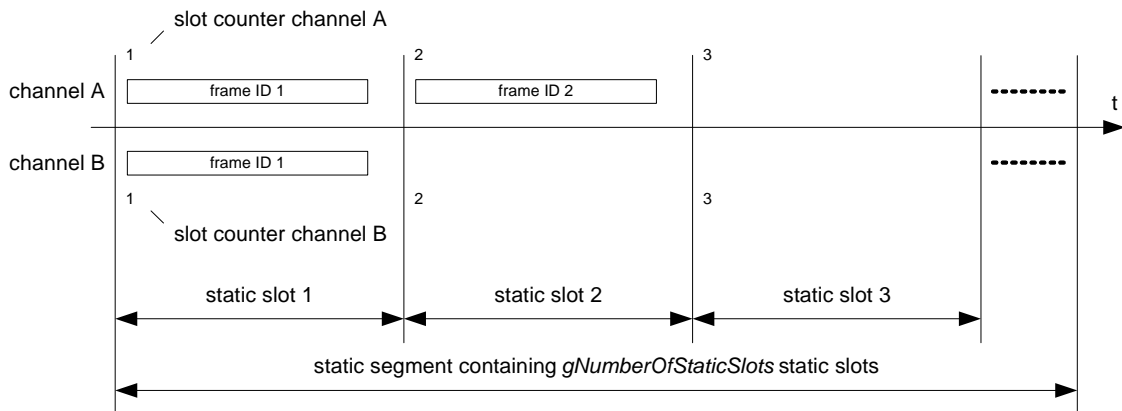 slot counter channel A
1 2 3
channel A frame ID 1 frame ID 2
t
channel B frame ID 1
1 2 3
slot counter channel B
static slot 1 static slot 2 static slot 3
static segment containing gNumberOfStaticSlots static slots